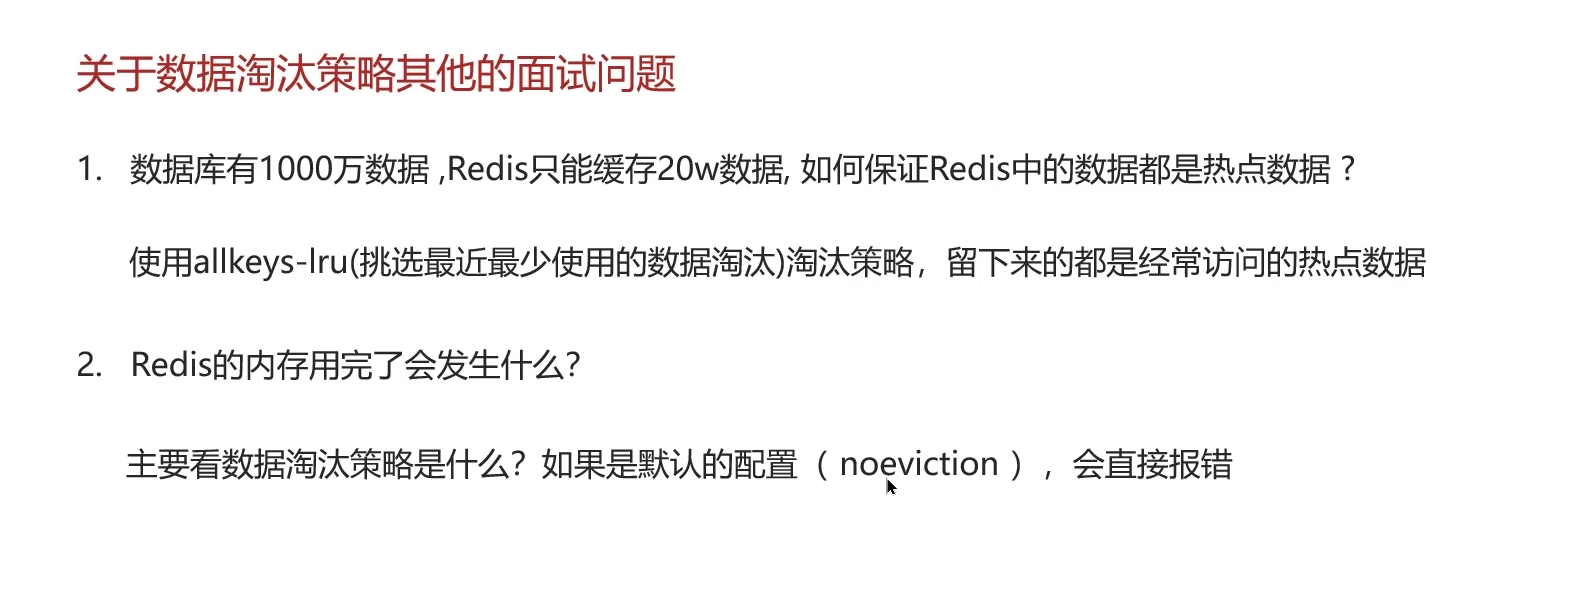 关于数据淘汰策略其他的面试问题
1. 数据库有1000万数据 ,Redis只能缓存20w数据, 如何保证Redis中的数据都是热点数据 ?
使用allkeys-lru(挑选最近最少使用的数据淘汰)淘汰策略，留下来的都是经常访问的热点数据
2. Redis的内存用完了会发生什么？
主要看数据淘汰策略是什么？如果是默认的配置（ noeviction ），会直接报错